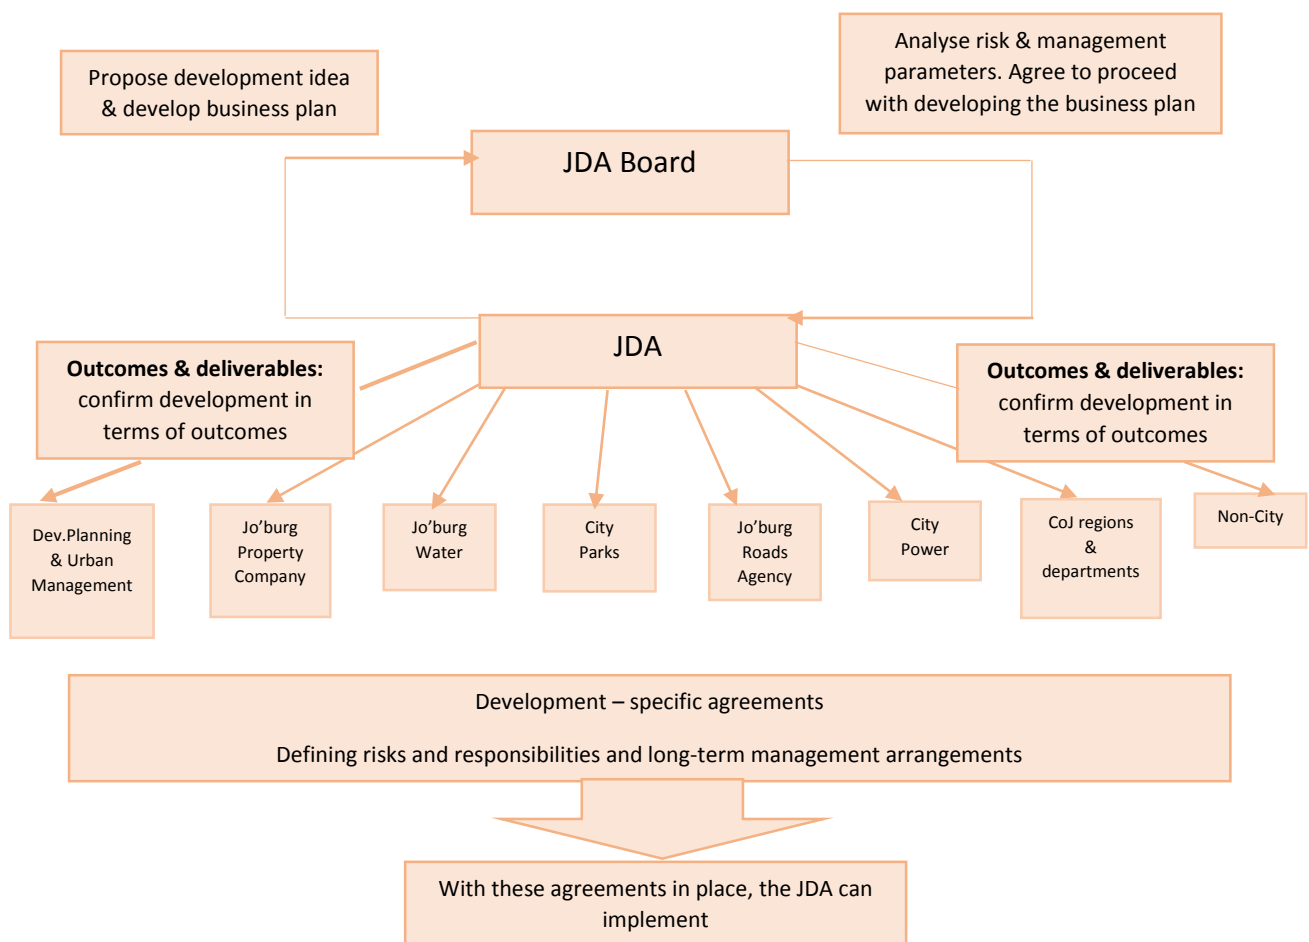 Propose development idea
& develop business plan
Analyse risk & management
parameters. Agree to proceed
with developing the business plan
JDA Board
JDA
Outcomes & deliverables:
confirm development in
terms of outcomes
Outcomes & deliverables:
confirm development in
terms of outcomes
Dev.Planning
& Urban
Management
Jo’burg
Property
Company
Jo’burg
Water
City
Parks
Jo’burg
Roads
Agency
City
Power
CoJ regions
&
departments
Non-City
Development – specific agreements
Defining risks and responsibilities and long-term management arrangements
With these agreements in place, the JDA can
implement